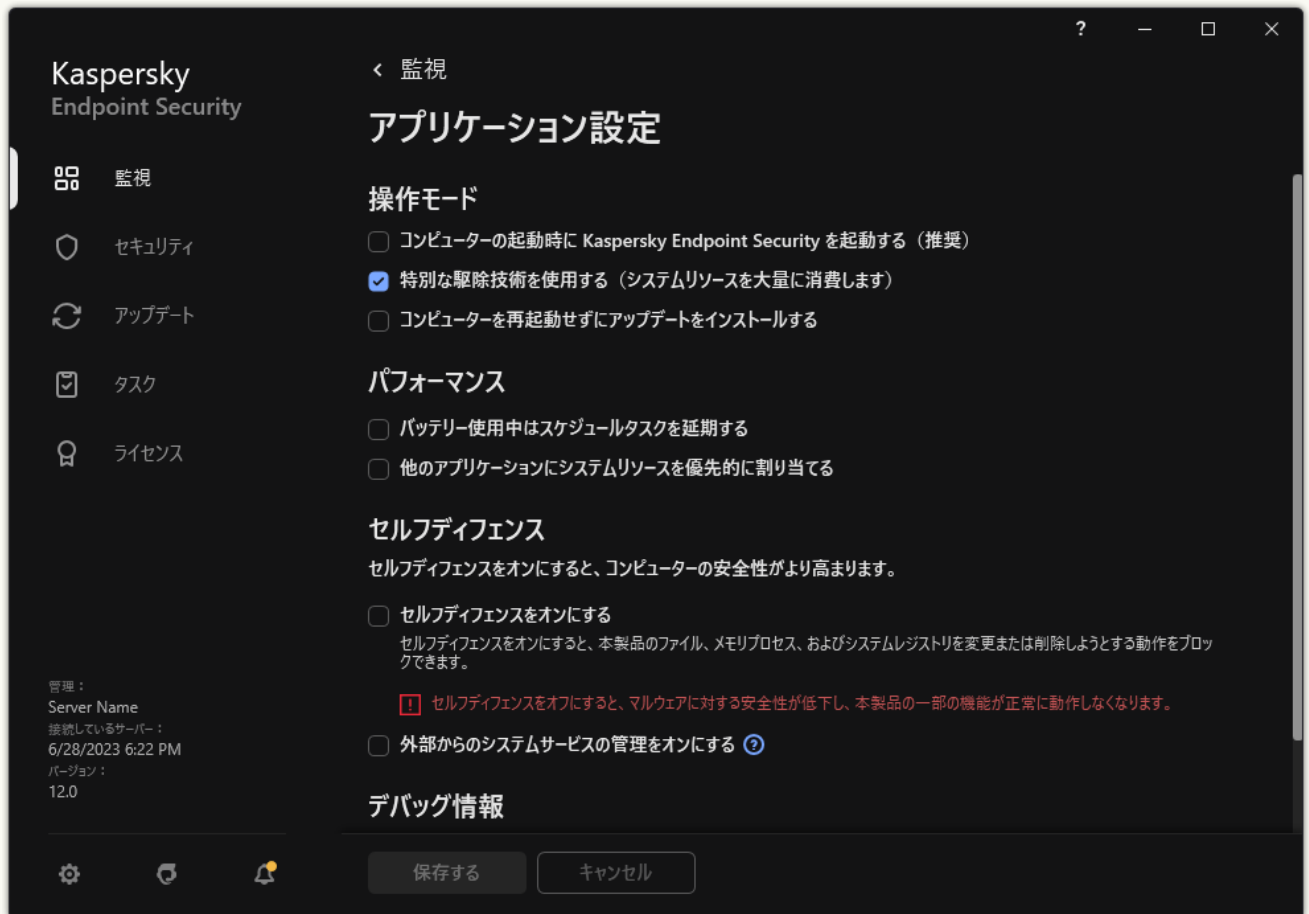 ?
Kaspersky
Endpoint Security
監視
セキュリティ
アップデート
タスク
ライセンス
管理：
Server Name
接続しているサーバー：
6/28/2023 6:22 PM
バージョン：
12.0
監視
アプリケーション設定
操作モード
コンピューターの起動時に Kaspersky Endpoint Security を起動する（推奨）
特別な駆除技術を使用する（システムリソースを大量に消費します）
コンピューターを再起動せずにアップデートをインストールする
パフォーマンス
バッテリー使用中はスケジュールタスクを延期する
他のアプリケーションにシステムリソースを優先的に割り当てる
セルフディフェンス
セルフディフェンスをオンにすると、コンピューターの安全性がより高まります。
セルフディフェンスをオンにする
セルフディフェンスをオンにすると、本製品のファイル、メモリプロセス、およびシステムレジストリを変更または削除しようとする動作をブロッ
クできます。
! セルフディフェンスをオフにすると、マルウェアに対する安全性が低下し、本製品の一部の機能が正常に動作しなくなります。
外部からのシステムサービスの管理をオンにする ?
デバッグ情報
保存する
キャンセル